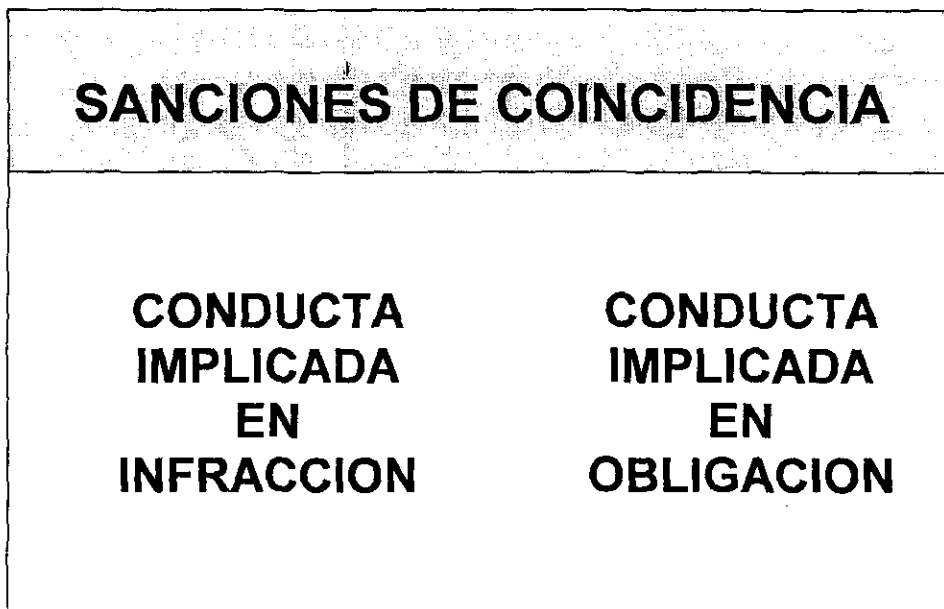 SANCIONES DE COINCIDENCIA
CONDUCTA
IMPLICADA
EN
INFRACCION
CONDUCTA
IMPLICADA
EN
OBLIGACION